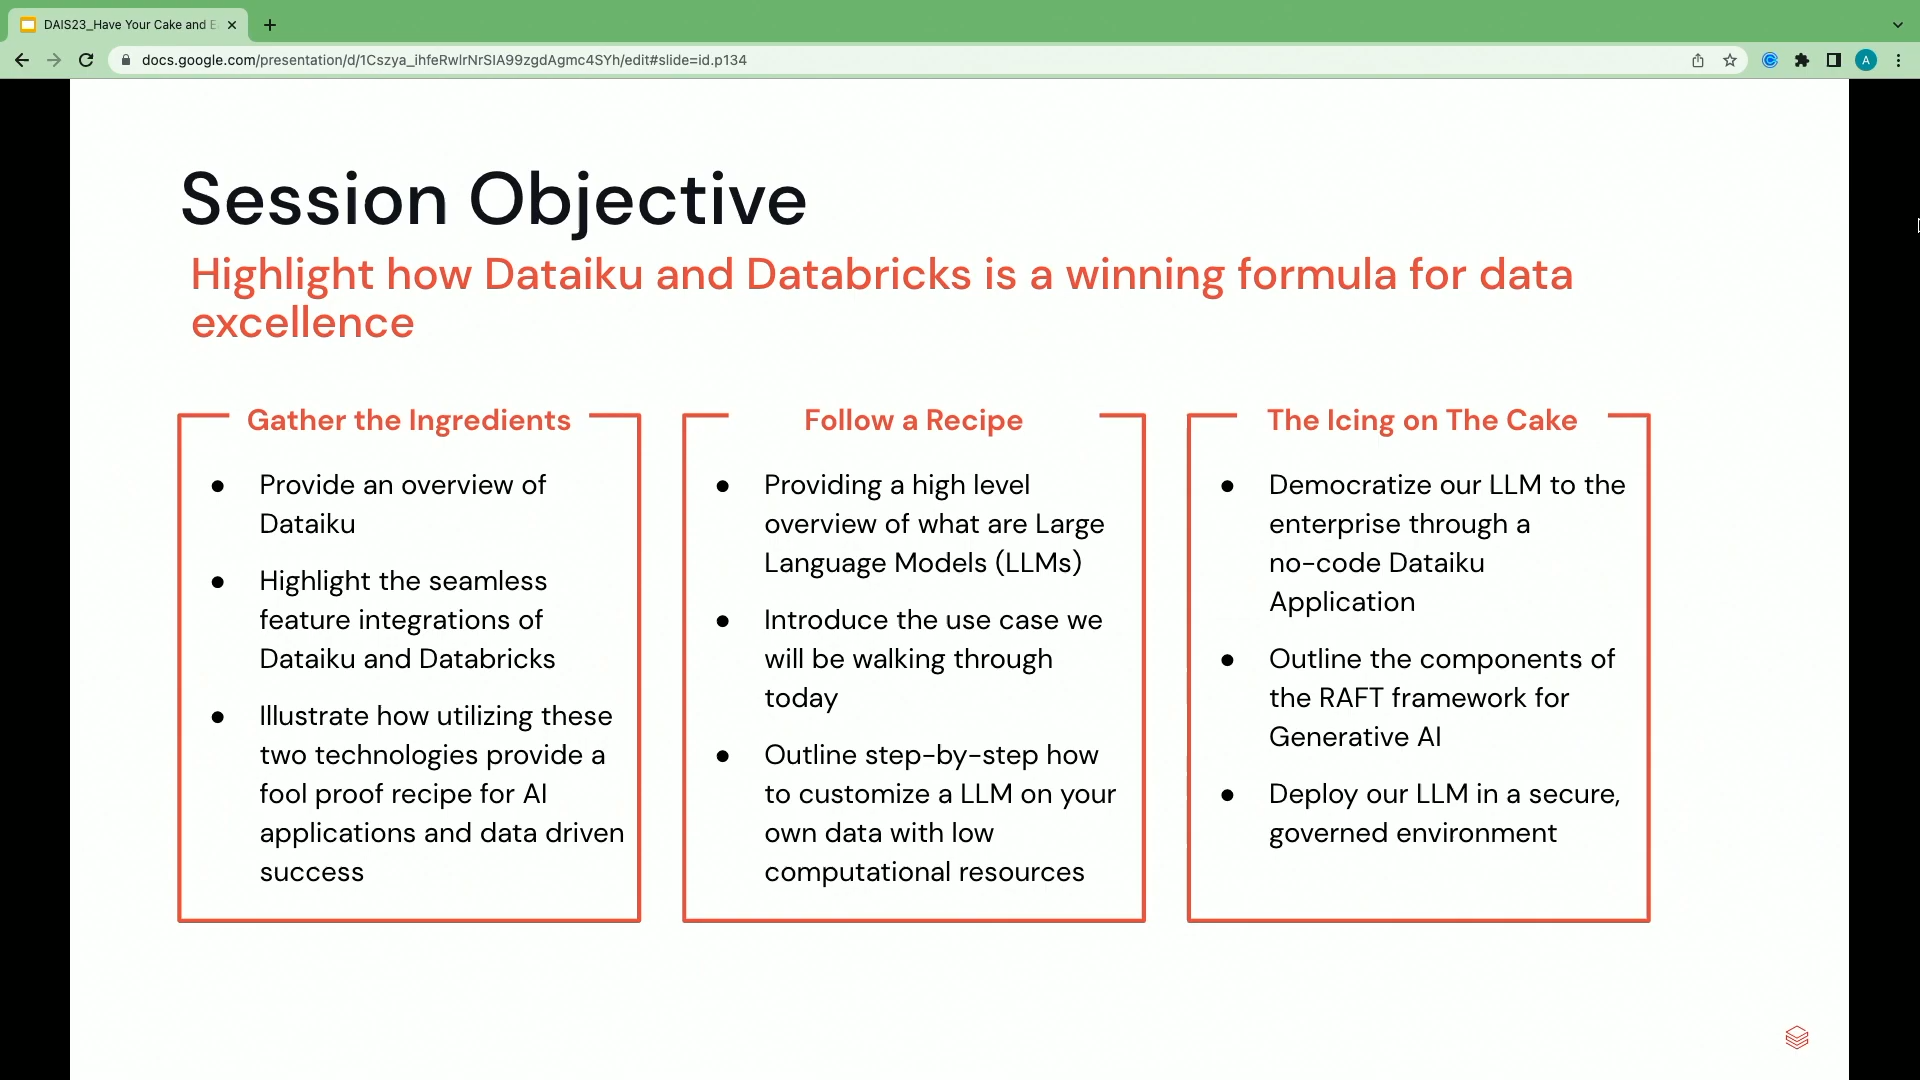 DAIS23_Have Your Cake and E
docs.google.com/presentation/d/1Cszya_ihfeRwlrNrSIA99zgdAgmc4SYh/edit#slide=id.p134
A
Session Objective
Highlight how Dataiku and Databricks is a winning formula for data
excellence
Gather the Ingredients
● Provide an overview of
Dataiku
● Highlight the seamless
feature integrations of
Dataiku and Databricks
● Illustrate how utilizing these
two technologies provide a
fool proof recipe for AI
applications and data driven
success
Follow a Recipe
● Providing a high level
overview of what are Large
Language Models (LLMs)
● Introduce the use case we
will be walking through
today
● Outline step-by-step how
to customize a LLM on your
own data with low
computational resources
The Icing on The Cake
● Democratize our LLM to the
enterprise through a
no-code Dataiku
Application
● Outline the components of
the RAFT framework for
Generative AI
● Deploy our LLM in a secure,
governed environment